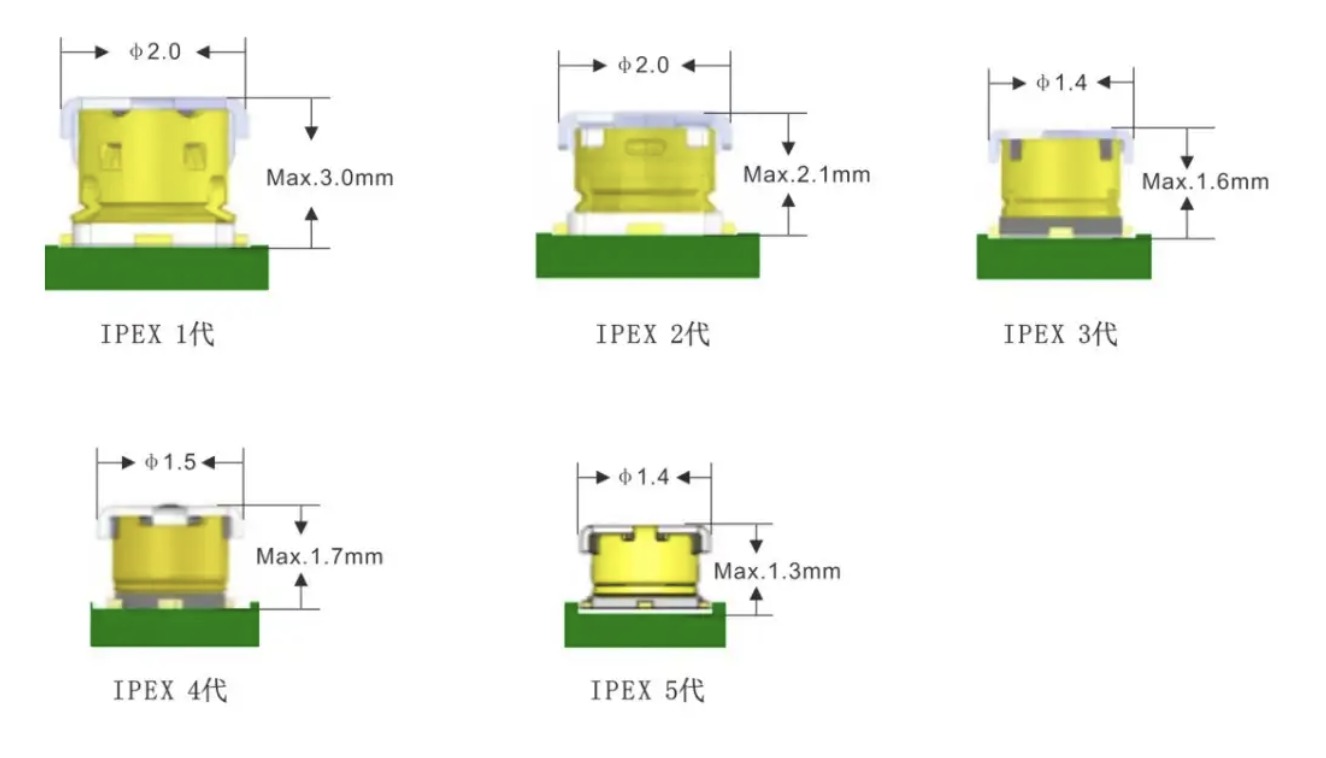 ϕ2.0
Max.3.0mm
IPEX 1代
ϕ2.0
Max.2.1mm
IPEX 2代
ϕ1.4
Max.1.6mm
IPEX 3代
ϕ1.5
Max.1.7mm
IPEX 4代
ϕ1.4
Max.1.3mm
IPEX 5代